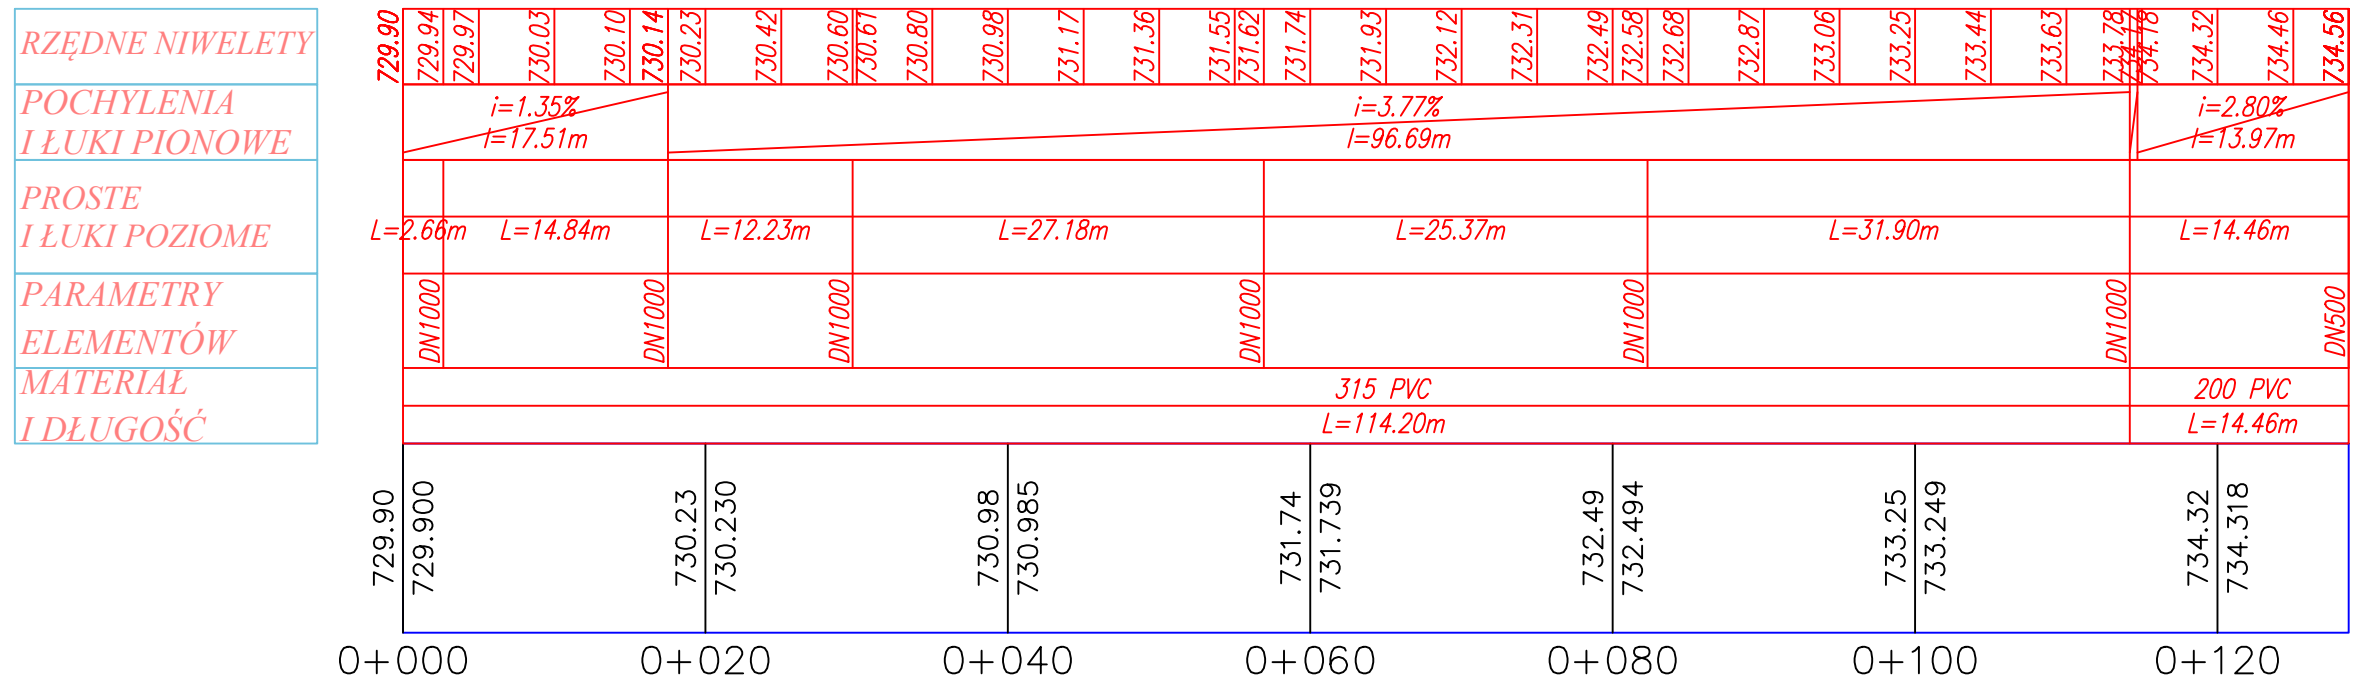 RZĘDNE NIWELETY
729.90 729.94 729.97 730.03 730.10 730.14 730.23 730.42 730.60 730.61 730.80 730.98 731.17 731.36 731.55 731.62 731.74 731.93 732.12 732.31 732.49 732.58 732.68 732.87 733.06 733.25 733.44 733.63 733.78 734.18 734.32 734.46 734.56
POCHYLENIA
I ŁUKI PIONOWE
i=1.35% i=3.77% i=2.80%
l=17.51m l=96.69m l=13.97m
PROSTE
I ŁUKI POZIOME
L=2.66m L=14.84m L=12.23m L=27.18m L=25.37m L=31.90m L=14.46m
PARAMETRY
ELEMENTÓW
DN1000 DN1000 DN1000 DN1000 DN1000 DN1000 DN500
MATERIAŁ
I DŁUGOŚĆ
315 PVC 200 PVC
L=114.20m L=14.46m
729.90 730.23 730.98 731.74 732.49 733.25 734.32
729.900 730.230 730.985 731.739 732.494 733.249 734.318
0+000 0+020 0+040 0+060 0+080 0+100 0+120